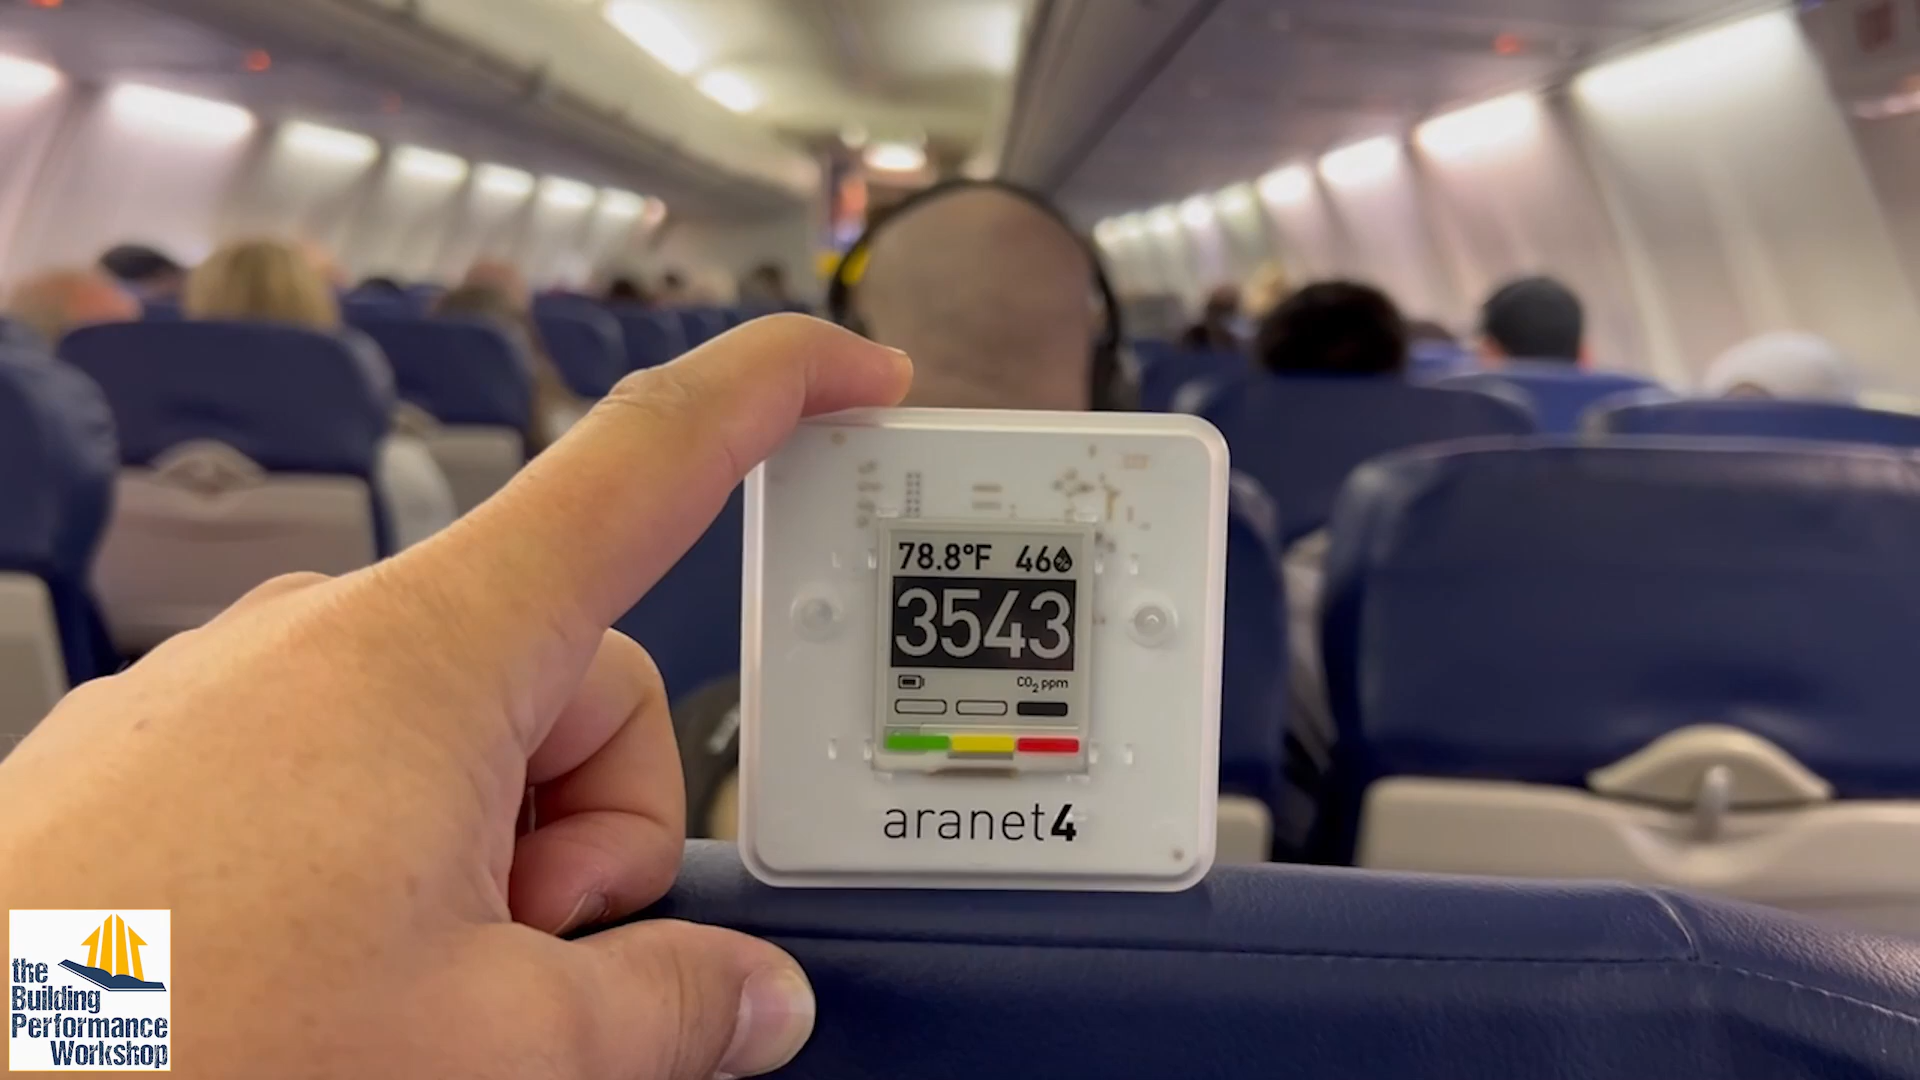 78.8°F 46%
3543
CO₂ ppm
aranet4
the
Building
Performance
Workshop